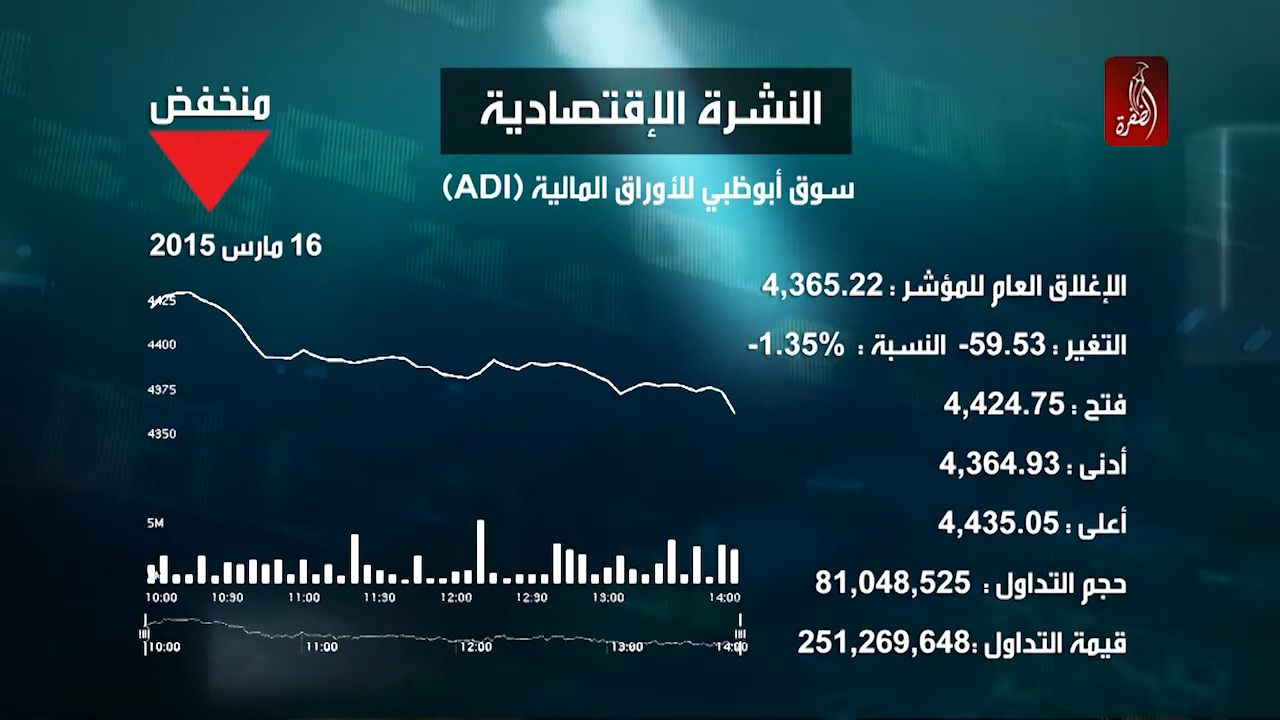 النشرة الإقتصادية
الظفرة
منخفض
سوق أبوظبي للأوراق المالية (ADI)
16 مارس 2015
الإغلاق العام للمؤشر : 4,365.22
التغير : 59.53- النسبة : 1.35%-
فتح : 4,424.75
أدنى : 4,364.93
أعلى : 4,435.05
حجم التداول : 81,048,525
قيمة التداول :251,269,648
4425
4400
4375
4350
5M
10:00 10:30 11:00 11:30 12:00 12:30 13:00 14:00
10:00 11:00 12:00 13:00 14:00